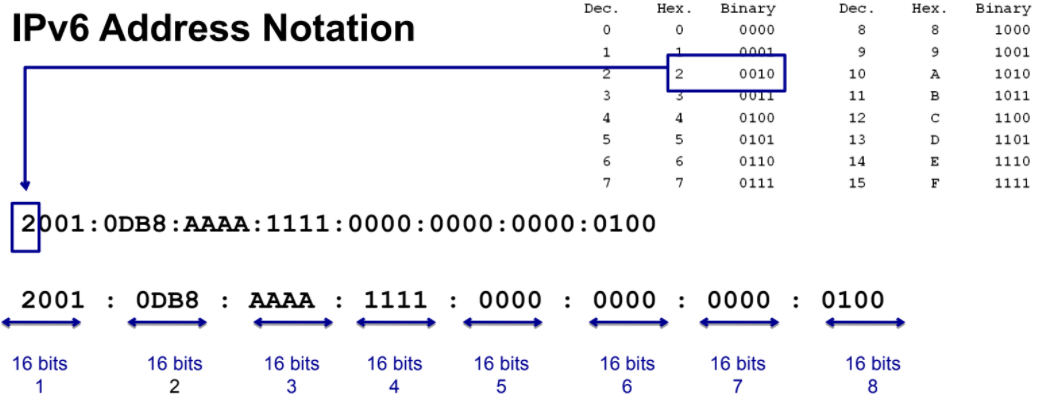 IPv6 Address Notation
Dec. Hex. Binary Dec. Hex. Binary
0 0 0000 8 8 1000
1 1 0001 9 9 1001
2 2 0010 10 A 1010
3 3 0011 11 B 1011
4 4 0100 12 C 1100
5 5 0101 13 D 1101
6 6 0110 14 E 1110
7 7 0111 15 F 1111
2001:0DB8:AAAA:1111:0000:0000:0000:0100
2001 : 0DB8 : AAAA : 1111 : 0000 : 0000 : 0000 : 0100
16 bits 16 bits 16 bits 16 bits 16 bits 16 bits 16 bits 16 bits
1 2 3 4 5 6 7 8